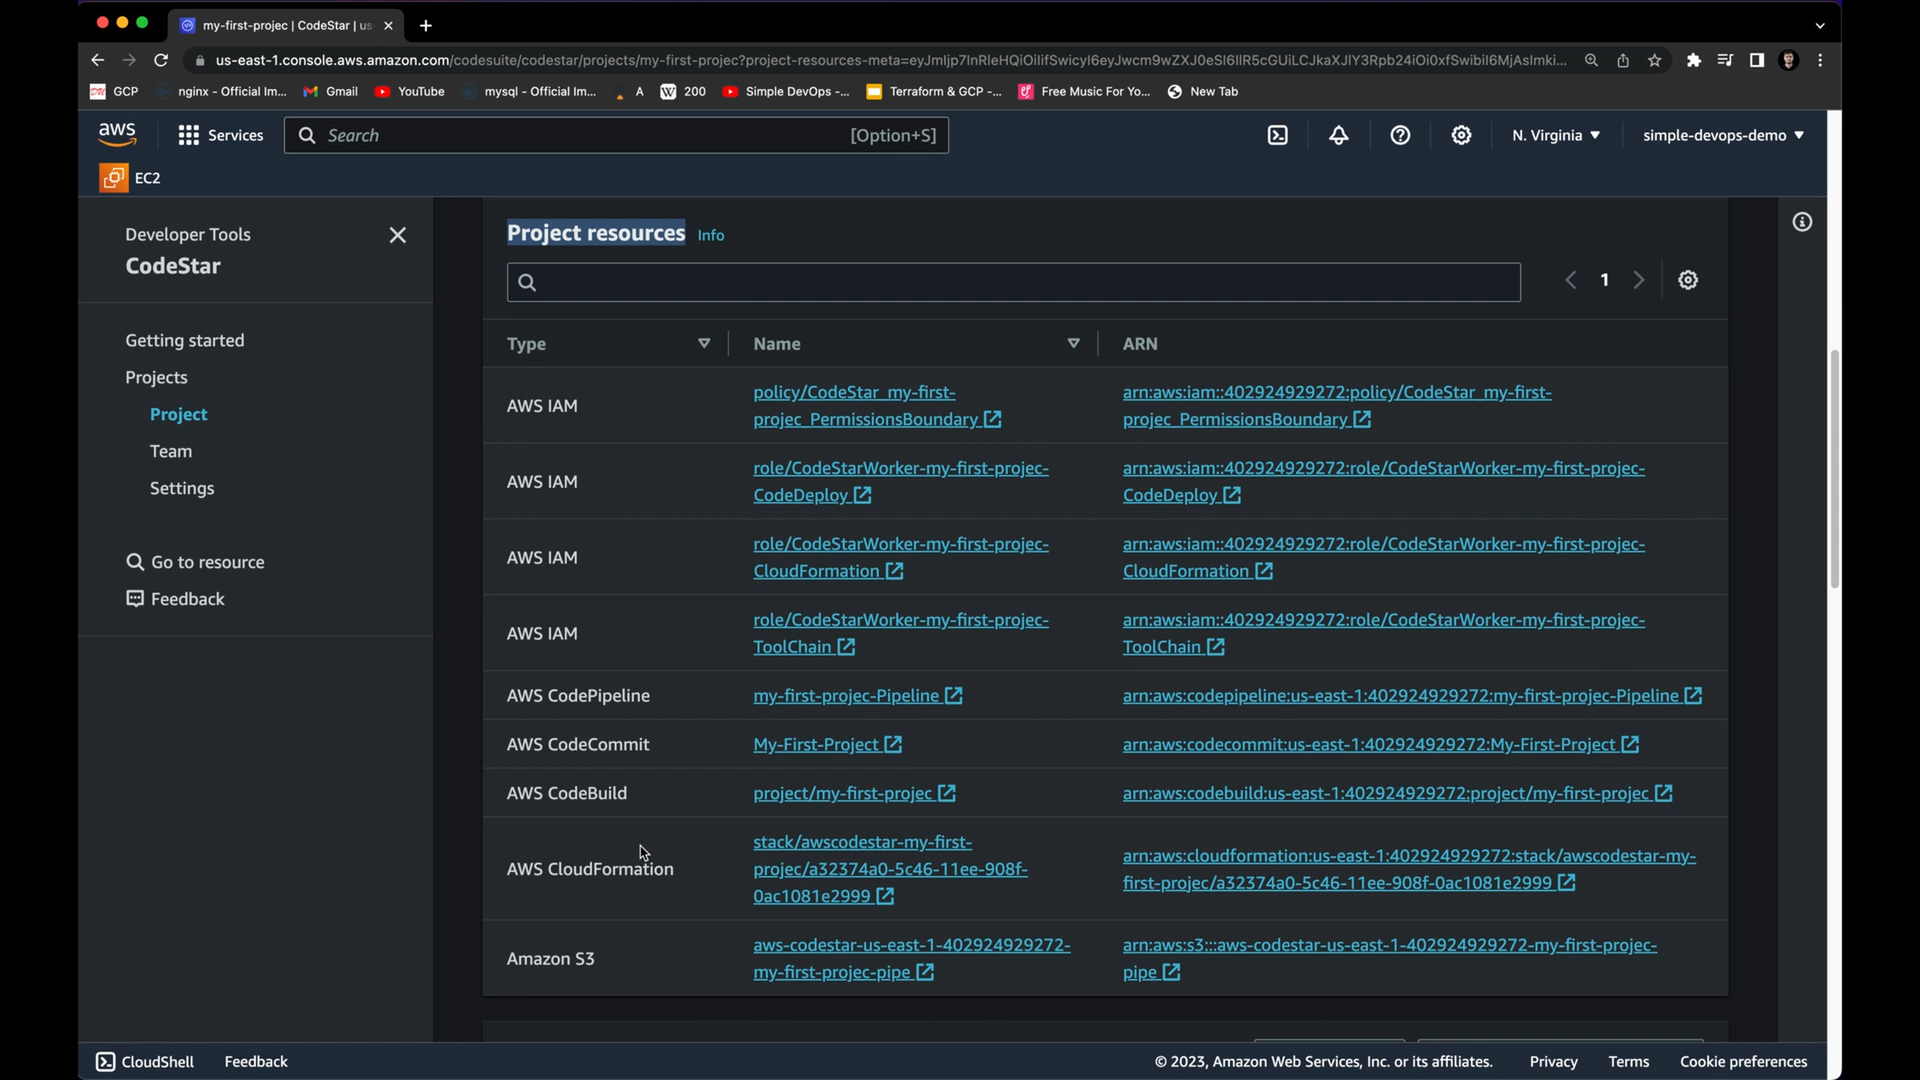 my-first-projec | CodeStar | us
us-east-1.console.aws.amazon.com/codesuite/codestar/projects/my-first-projec?project-resources-meta=
GCP
nginx - Official Im...
Gmail
YouTube
mysql - Official Im...
A
200
Simple DevOps -...
Terraform & GCP -...
Free Music For Yo...
New Tab
aws
Services
Search
[Option+S]
N. Virginia
simple-devops-demo
EC2
Developer Tools
CodeStar
Getting started
Projects
Project
Team
Settings
Go to resource
Feedback
Project resources Info
1
Type
Name
ARN
AWS IAM
policy/CodeStar_my-first-
projec_PermissionsBoundary
arn:aws:iam::402924929272:policy/CodeStar_my-first-
projec_PermissionsBoundary
AWS IAM
role/CodeStarWorker-my-first-projec-
CodeDeploy
arn:aws:iam::402924929272:role/CodeStarWorker-my-first-projec-
CodeDeploy
AWS IAM
role/CodeStarWorker-my-first-projec-
CloudFormation
arn:aws:iam::402924929272:role/CodeStarWorker-my-first-projec-
CloudFormation
AWS IAM
role/CodeStarWorker-my-first-projec-
ToolChain
arn:aws:iam::402924929272:role/CodeStarWorker-my-first-projec-
ToolChain
AWS CodePipeline
my-first-projec-Pipeline
arn:aws:codepipeline:us-east-1:402924929272:my-first-projec-Pipeline
AWS CodeCommit
My-First-Project
arn:aws:codecommit:us-east-1:402924929272:My-First-Project
AWS CodeBuild
project/my-first-projec
arn:aws:codebuild:us-east-1:402924929272:project/my-first-projec
AWS CloudFormation
stack/awscodestar-my-first-
projec/a32374a0-5c46-11ee-908f-
0ac1081e2999
arn:aws:cloudformation:us-east-1:402924929272:stack/awscodestar-my-
first-projec/a32374a0-5c46-11ee-908f-0ac1081e2999
Amazon S3
aws-codestar-us-east-1-402924929272-
my-first-projec-pipe
arn:aws:s3:::aws-codestar-us-east-1-402924929272-my-first-projec-
pipe
CloudShell
Feedback
© 2023, Amazon Web Services, Inc. or its affiliates.
Privacy
Terms
Cookie preferences